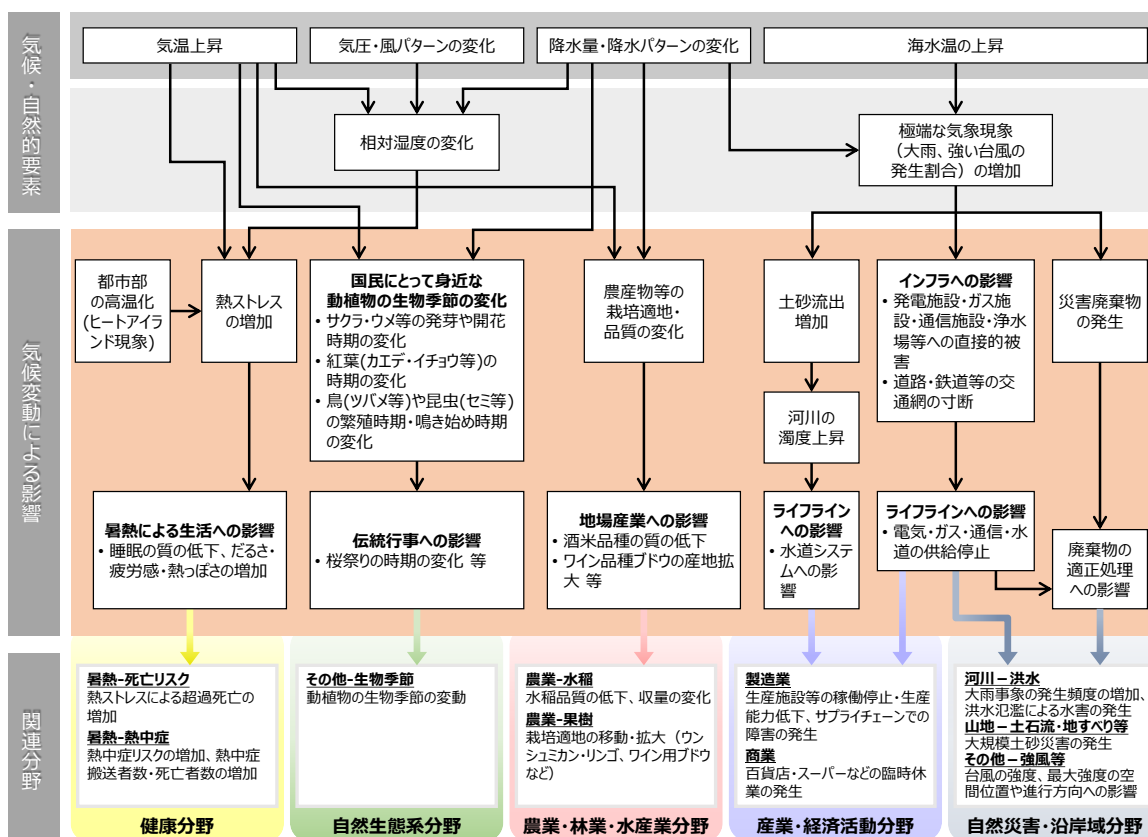 気候・自然的要素
気温上昇
気圧・風パターンの変化
降水量・降水パターンの変化
海水温の上昇
相対湿度の変化
極端な気象現象
（大雨、強い台風の
発生割合）の増加
気候変動による影響
都市部
の高温化
(ヒートアイ
ランド現象)
熱ストレス
の増加
国民にとって身近な
動植物の生物季節の変化
• サクラ・ウメ等の発芽や開花
時期の変化
• 紅葉(カエデ・イチョウ等)の
時期の変化
• 鳥(ツバメ等)や昆虫(セミ等)
の繁殖時期・鳴き始め時期
の変化
農産物等の
栽培適地・
品質の変化
土砂流出
増加
インフラへの影響
• 発電施設・ガス施
設・通信施設・浄水
場等への直接的被
害
• 道路・鉄道等の交
通網の寸断
災害廃棄物
の発生
河川の
濁度上昇
暑熱による生活への影響
• 睡眠の質の低下、だるさ・
疲労感・熱っぽさの増加
伝統行事への影響
• 桜祭りの時期の変化 等
地場産業への影響
• 酒米品種の質の低下
• ワイン品種ブドウの産地拡
大 等
ライフライン
への影響
• 水道システ
ムへの影
響
ライフラインへの影響
• 電気・ガス・通信・水
道の供給停止
廃棄物の
適正処理
への影響
関連分野
暑熱-死亡リスク
熱ストレスによる超過死亡の
増加
暑熱-熱中症
熱中症リスクの増加、熱中症
搬送者数・死亡者数の増加
健康分野
その他-生物季節
動植物の生物季節の変動
自然生態系分野
農業-水稲
水稲品質の低下、収量の変化
農業-果樹
栽培適地の移動・拡大（ウン
シュミカン・リンゴ、ワイン用ブドウ
など）
農業・林業・水産業分野
製造業
生産施設等の稼働停止・生産
能力低下、サプライチェーンでの
障害の発生
商業
百貨店・スーパーなどの臨時休
業の発生
産業・経済活動分野
河川－洪水
大雨事象の発生頻度の増加、
洪水氾濫による水害の発生
山地－土石流・地すべり等
大規模土砂災害の発生
その他－強風等
台風の強度、最大強度の空
間位置や進行方向への影響
自然災害・沿岸域分野